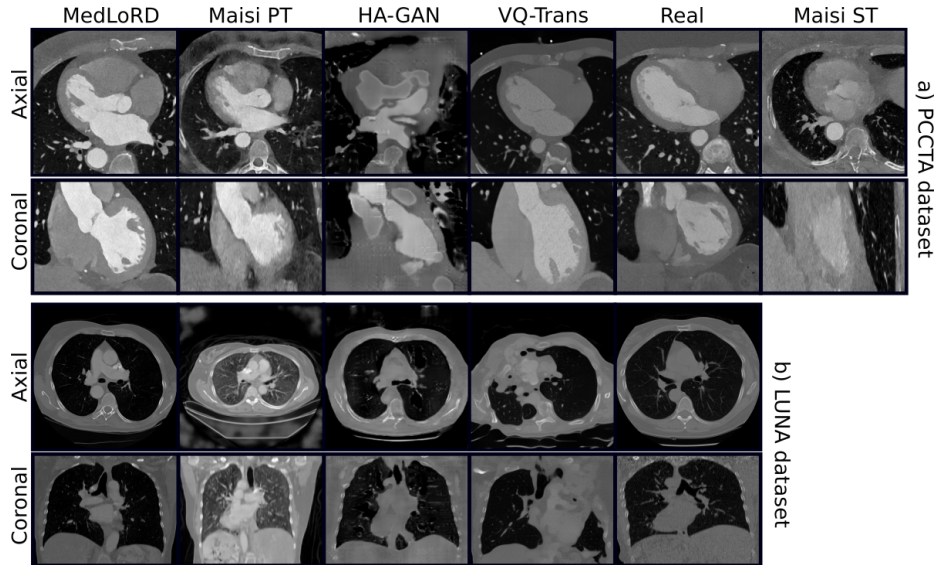 MedLoRD Maisi PT HA-GAN VQ-Trans Real Maisi ST
Axial
Coronal
a) PCCTA dataset
Axial
Coronal
b) LUNA dataset